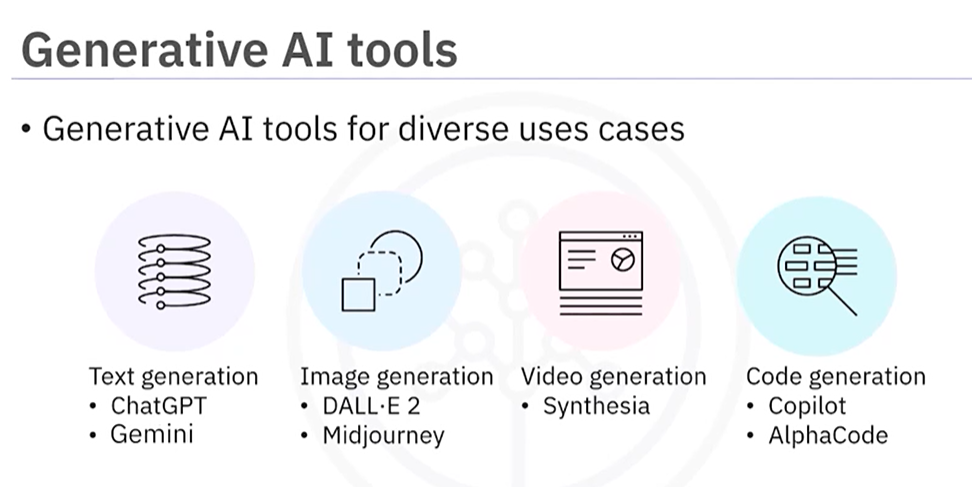 Generative AI tools
• Generative AI tools for diverse uses cases
Text generation
• ChatGPT
• Gemini
Image generation
• DALL·E 2
• Midjourney
Video generation
• Synthesia
Code generation
• Copilot
• AlphaCode